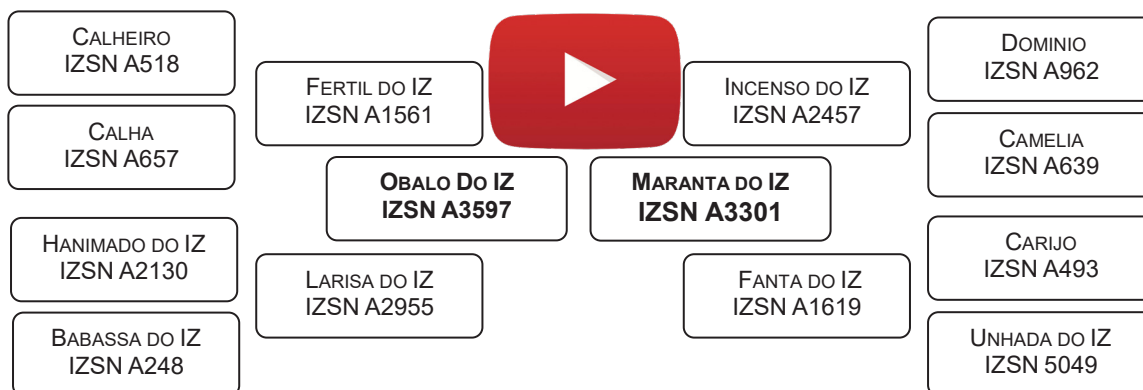 CALHEIRO
IZSN A518
CALHA
IZSN A657
HANIMADO DO IZ
IZSN A2130
BABASSA DO IZ
IZSN A248
FERTIL DO IZ
IZSN A1561
LARISA DO IZ
IZSN A2955
OBALO DO IZ
IZSN A3597
MARANTA DO IZ
IZSN A3301
INCENSO DO IZ
IZSN A2457
FANTA DO IZ
IZSN A1619
DOMINIO
IZSN A962
CAMELIA
IZSN A639
CARIJO
IZSN A493
UNHADA DO IZ
IZSN 5049